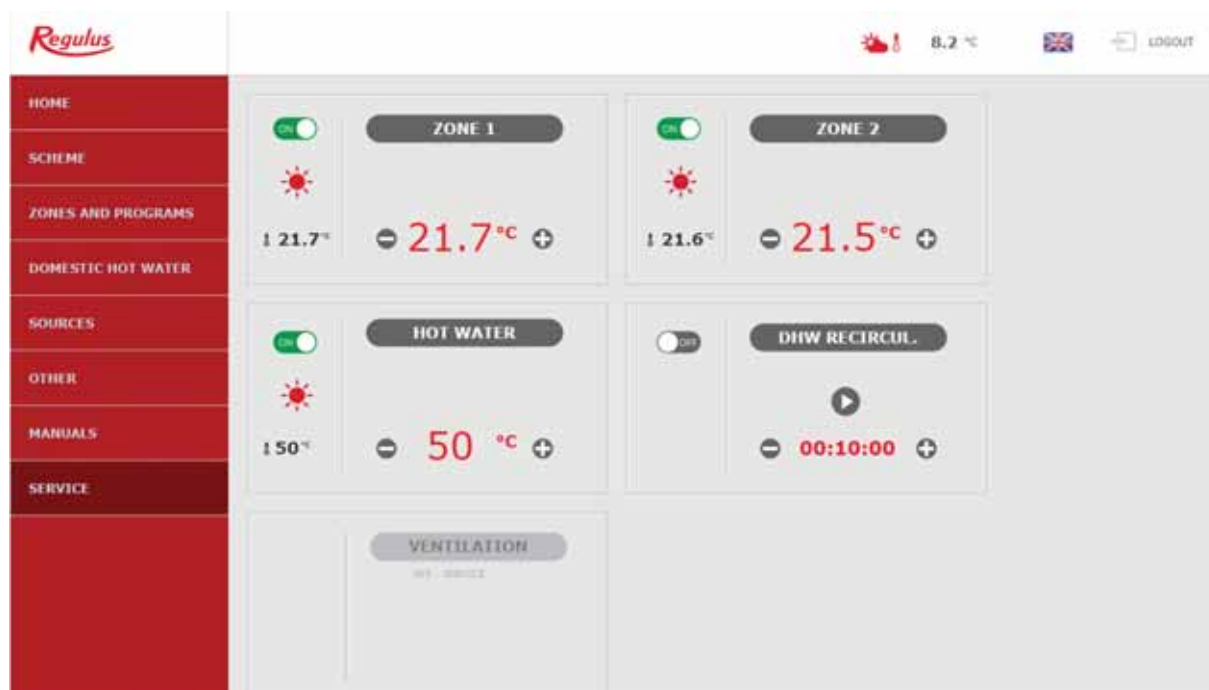 Regulus
8.2 °C
LOGOUT
HOME
SCHEME
ZONES AND PROGRAMS
DOMESTIC HOT WATER
SOURCES
OTHER
MANUALS
SERVICE
ON
ZONE 1
21.7°C
21.7°C
ON
ZONE 2
21.6°C
21.5°C
ON
HOT WATER
50°C
50 °C
OFF
DHW RECIRCUL.
00:10:00
VENTILATION